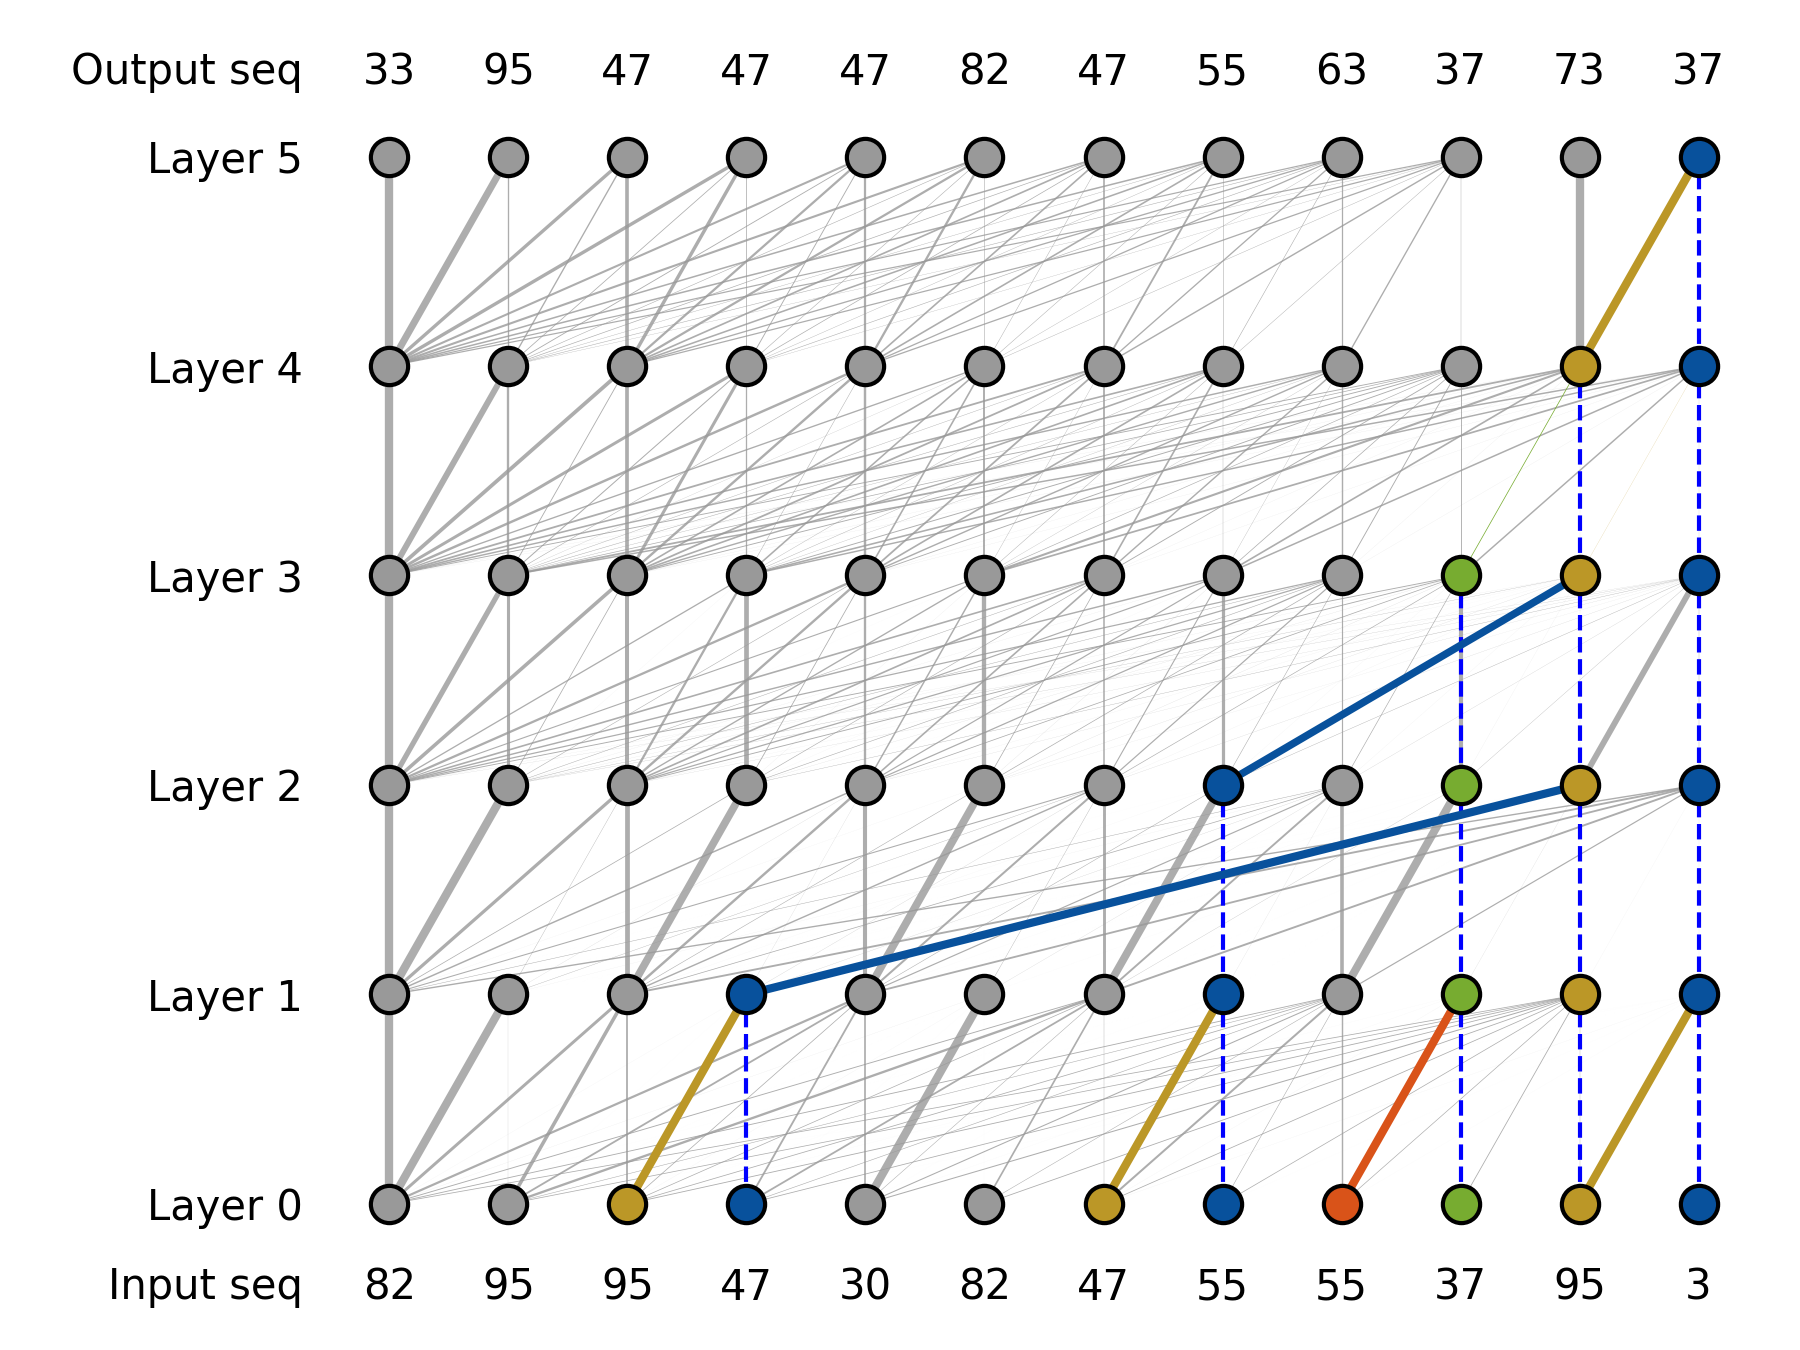 Output seq 33 95 47 47 47 82 47 55 63 37 73 37
Layer 5
Layer 4
Layer 3
Layer 2
Layer 1
Layer 0
Input seq 82 95 95 47 30 82 47 55 55 37 95 3